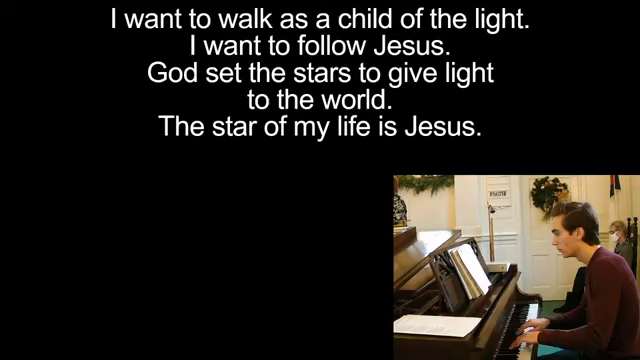 I want to walk as a child of the light.
I want to follow Jesus.
God set the stars to give light
to the world.
The star of my life is Jesus.